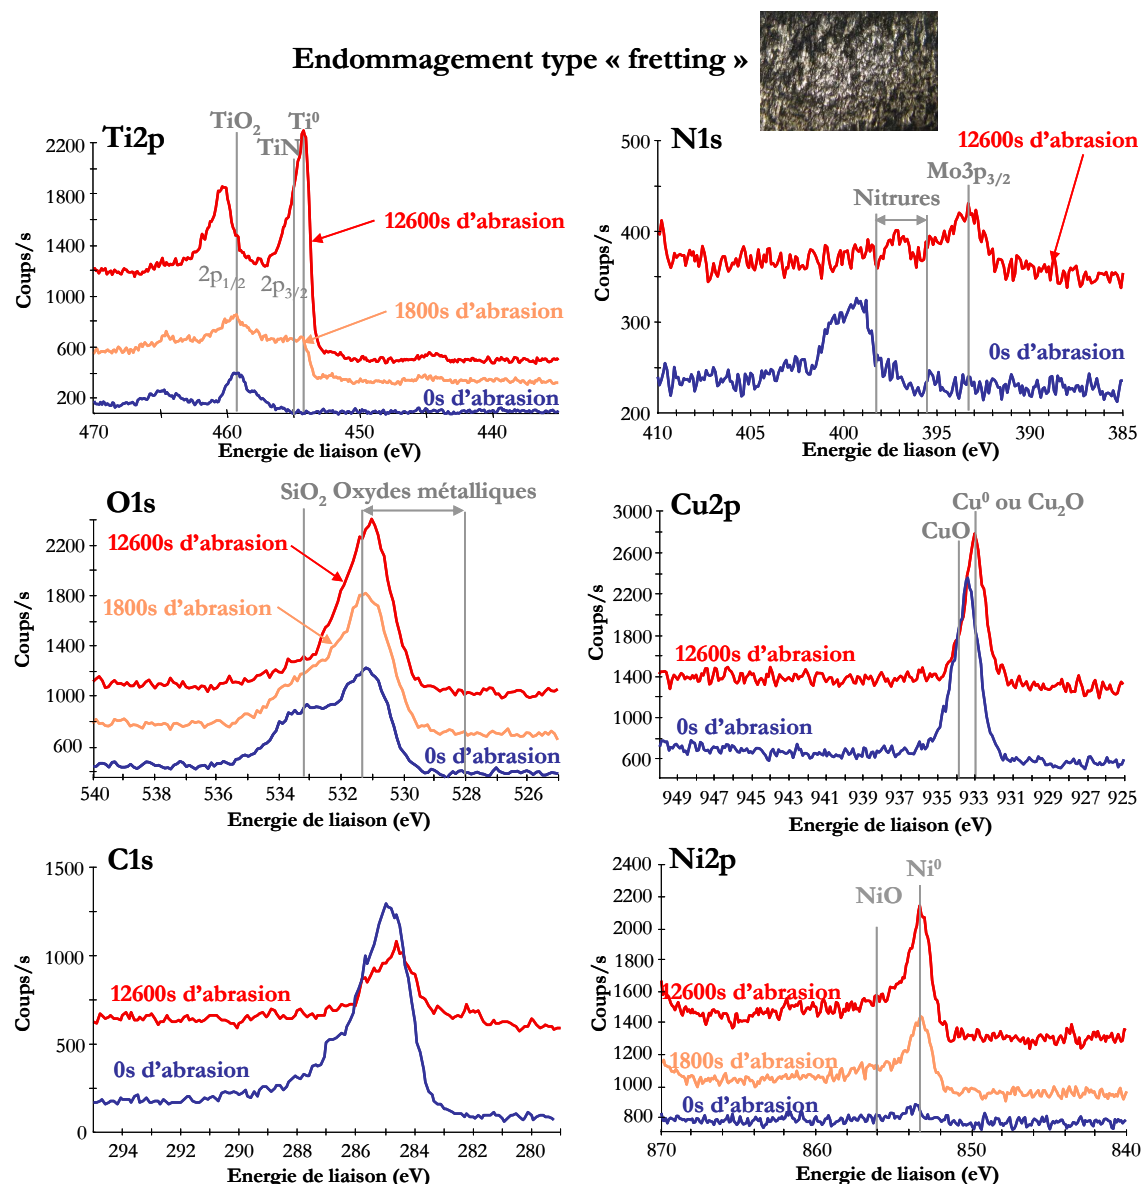 Endommagement type « fretting »
Ti2p
TiO2
TiN
Ti0
2200
1800
1400
1000
600
200
Coups/s
12600s d'abrasion
2p1/2
2p3/2
1800s d'abrasion
0s d'abrasion
470 460 450 440
Energie de liaison (eV)
N1s
500
400
300
200
Coups/s
12600s d'abrasion
Mo3p3/2
Nitrures
0s d'abrasion
410 405 400 395 390 385
Energie de liaison (eV)
O1s
SiO2 Oxydes métalliques
2200
1800
1400
1000
600
Coups/s
12600s d'abrasion
1800s d'abrasion
0s d'abrasion
540 538 536 534 532 531 530 528 526
Energie de liaison (eV)
Cu2p
Cu0 ou Cu2O
CuO
3000
2600
2200
1800
1400
1000
600
Coups/s
12600s d'abrasion
0s d'abrasion
949 947 945 943 941 939 937 935 933 931 929 927 925
Energie de liaison (eV)
C1s
1500
1000
500
0
Coups/s
12600s d'abrasion
0s d'abrasion
294 292 290 288 286 284 282 280
Energie de liaison (eV)
Ni2p
Ni0
NiO
2400
2200
2000
1800
1600
1400
1200
1000
800
Coups/s
12600s d'abrasion
1800s d'abrasion
0s d'abrasion
870 860 850 840
Energie de liaison (eV)